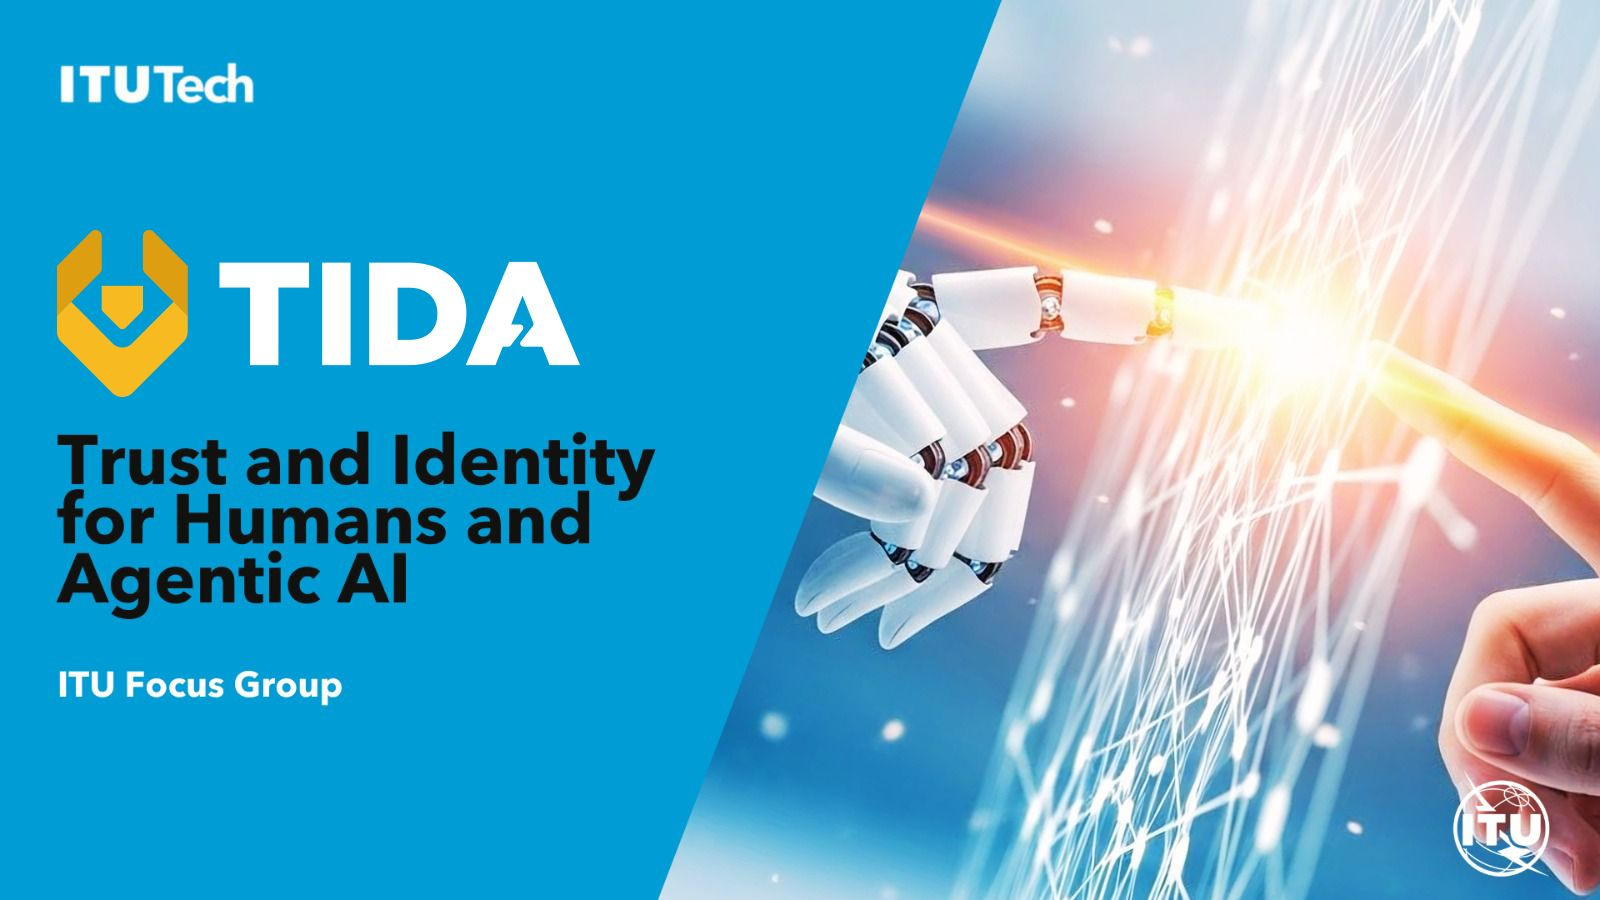 ITUTech
TIDA
Trust and Identity
for Humans and
Agentic AI
ITU Focus Group
ITU